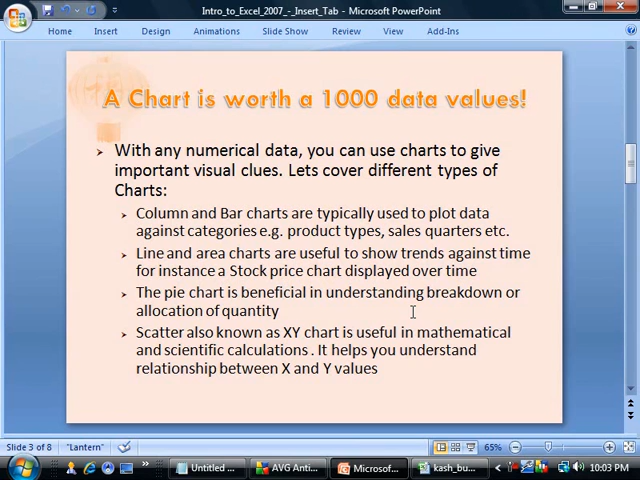 Intro_to_Excel_2007_-_Insert_Tab - Microsoft PowerPoint
Home Insert Design Animations Slide Show Review View Add-Ins
A Chart is worth a 1000 data values!
With any numerical data, you can use charts to give
important visual clues. Lets cover different types of
Charts:
Column and Bar charts are typically used to plot data
against categories e.g. product types, sales quarters etc.
Line and area charts are useful to show trends against time
for instance a Stock price chart displayed over time
The pie chart is beneficial in understanding breakdown or
allocation of quantity
Scatter also known as XY chart is useful in mathematical
and scientific calculations . It helps you understand
relationship between X and Y values
Slide 3 of 8 "Lantern" 65%
Untitled ... AVG Anti... Microsof... kash_bu... 10:03 PM